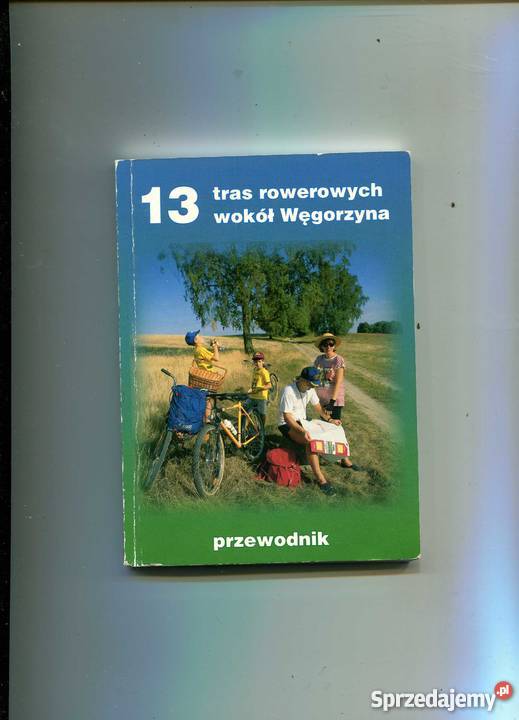 13 tras rowerowych
wokół Węgorzyna
przewodnik
Sprzedajemy.pl